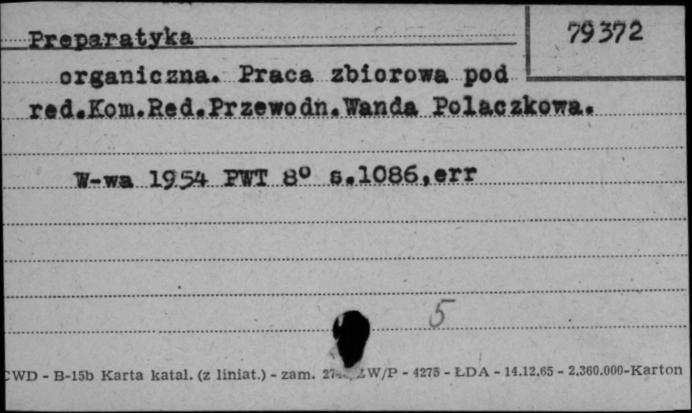 79372
Preparatyka
organiczna. Praca zbiorowa pod
red.Kom.Red.Przewodn.Wanda Polaczkowa.
W-wa 1954 PWT 8° s.1086,err
5
CWD - B-15b Karta katal. (z liniat.) - zam. W/P - 4275 - ŁDA - 14.12.65 - 2.360.000-Karton